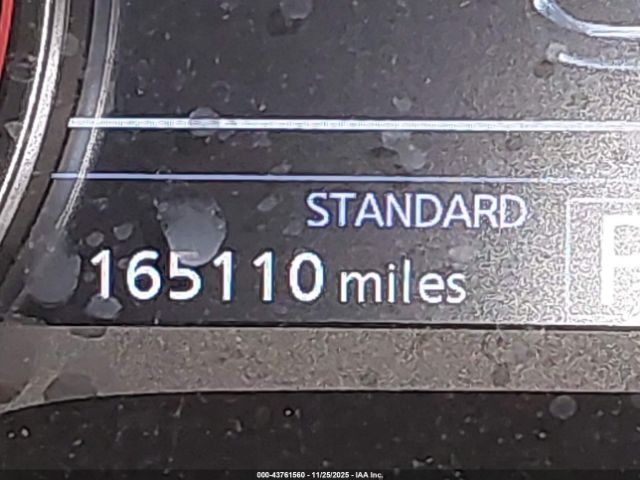 STANDARD
165110 miles
P
000-43761560 - 11/25/2025 - IAA Inc.